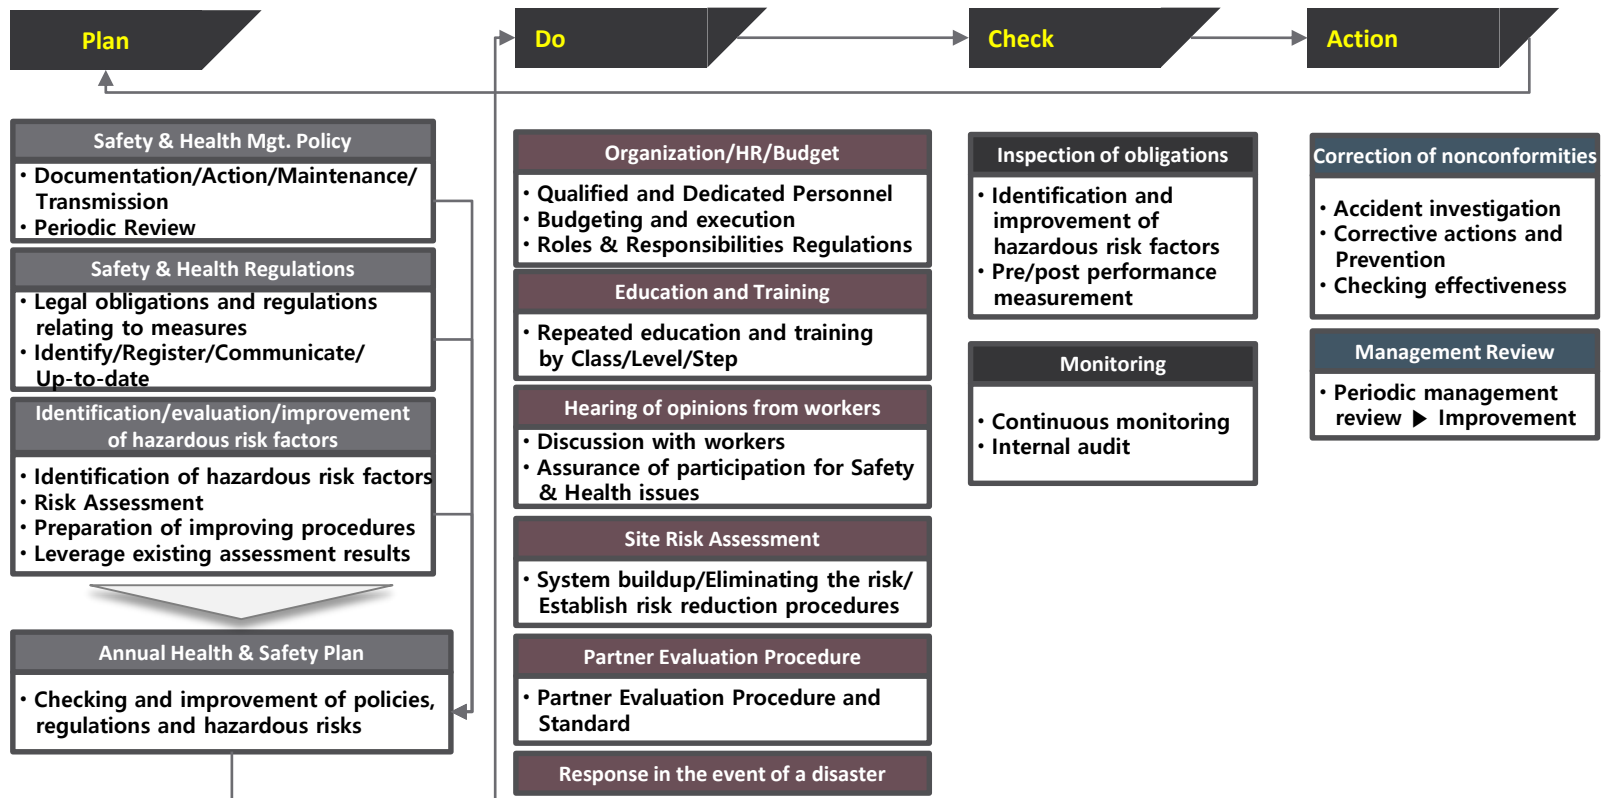 Plan
Do
Check
Action
Safety & Health Mgt. Policy
· Documentation/Action/Maintenance/
Transmission
· Periodic Review
Safety & Health Regulations
· Legal obligations and regulations
relating to measures
· Identify/Register/Communicate/
Up-to-date
Identification/evaluation/improvement
of hazardous risk factors
· Identification of hazardous risk factors
· Risk Assessment
· Preparation of improving procedures
· Leverage existing assessment results
Annual Health & Safety Plan
· Checking and improvement of policies,
regulations and hazardous risks
Organization/HR/Budget
· Qualified and Dedicated Personnel
· Budgeting and execution
· Roles & Responsibilities Regulations
Education and Training
· Repeated education and training
by Class/Level/Step
Hearing of opinions from workers
· Discussion with workers
· Assurance of participation for Safety
& Health issues
Site Risk Assessment
· System buildup/Eliminating the risk/
Establish risk reduction procedures
Partner Evaluation Procedure
· Partner Evaluation Procedure and
Standard
Response in the event of a disaster
Inspection of obligations
· Identification and
improvement of
hazardous risk factors
· Pre/post performance
measurement
Monitoring
· Continuous monitoring
· Internal audit
Correction of nonconformities
· Accident investigation
· Corrective actions and
Prevention
· Checking effectiveness
Management Review
· Periodic management
review ▶ Improvement